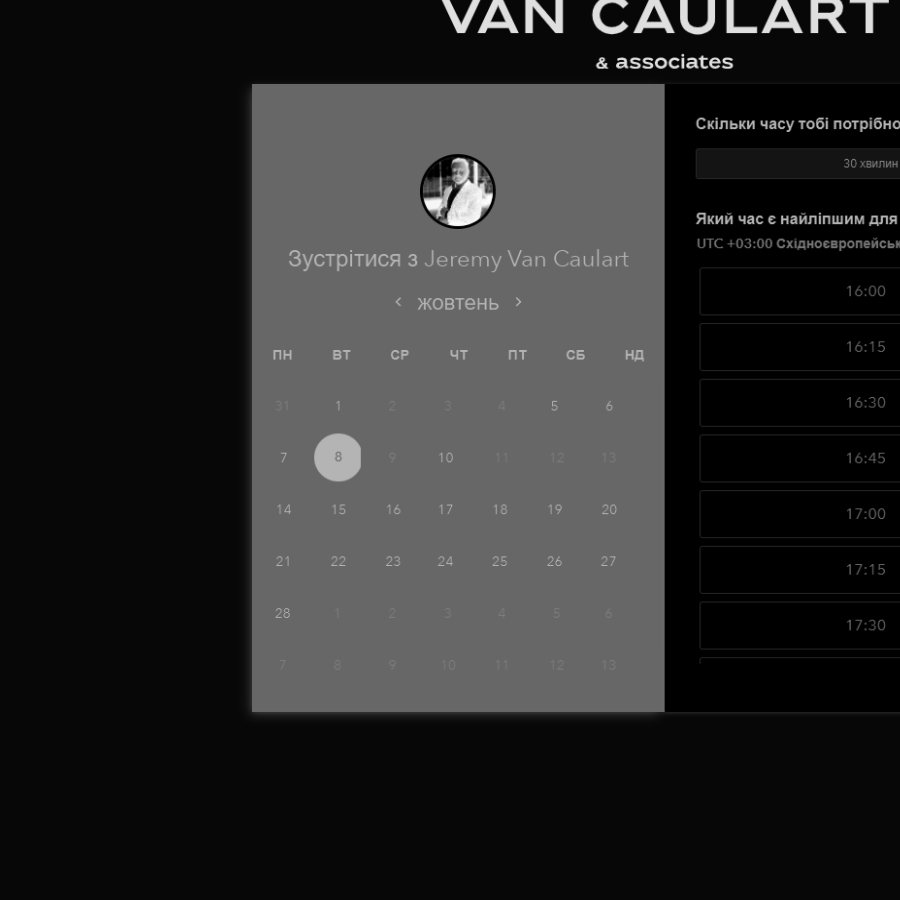 VAN CAULART
& associates
Зустрітися з Jeremy Van Caulart
жовтень
ПН ВТ СР ЧТ ПТ СБ НД
31 1 2 3 4 5 6
7 8 9 10 11 12 13
14 15 16 17 18 19 20
21 22 23 24 25 26 27
28 1 2 3 4 5 6
7 8 9 10 11 12 13
Скільки часу тобі потрібно
30 хвилин
Який час є найліпшим для
UTC +03:00
16:00
16:15
16:30
16:45
17:00
17:15
17:30